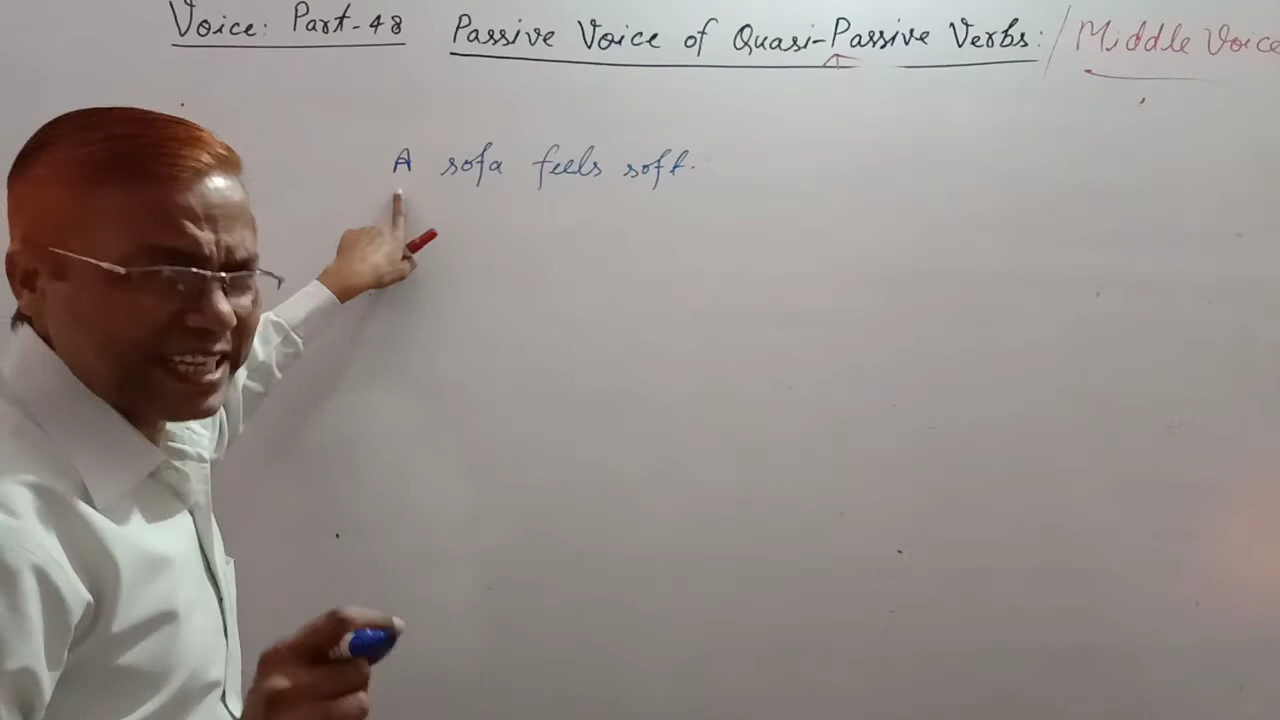 Voice: Part-48 Passive Voice of Quasi-Passive Verbs: / Middle Voice
A sofa feels soft.